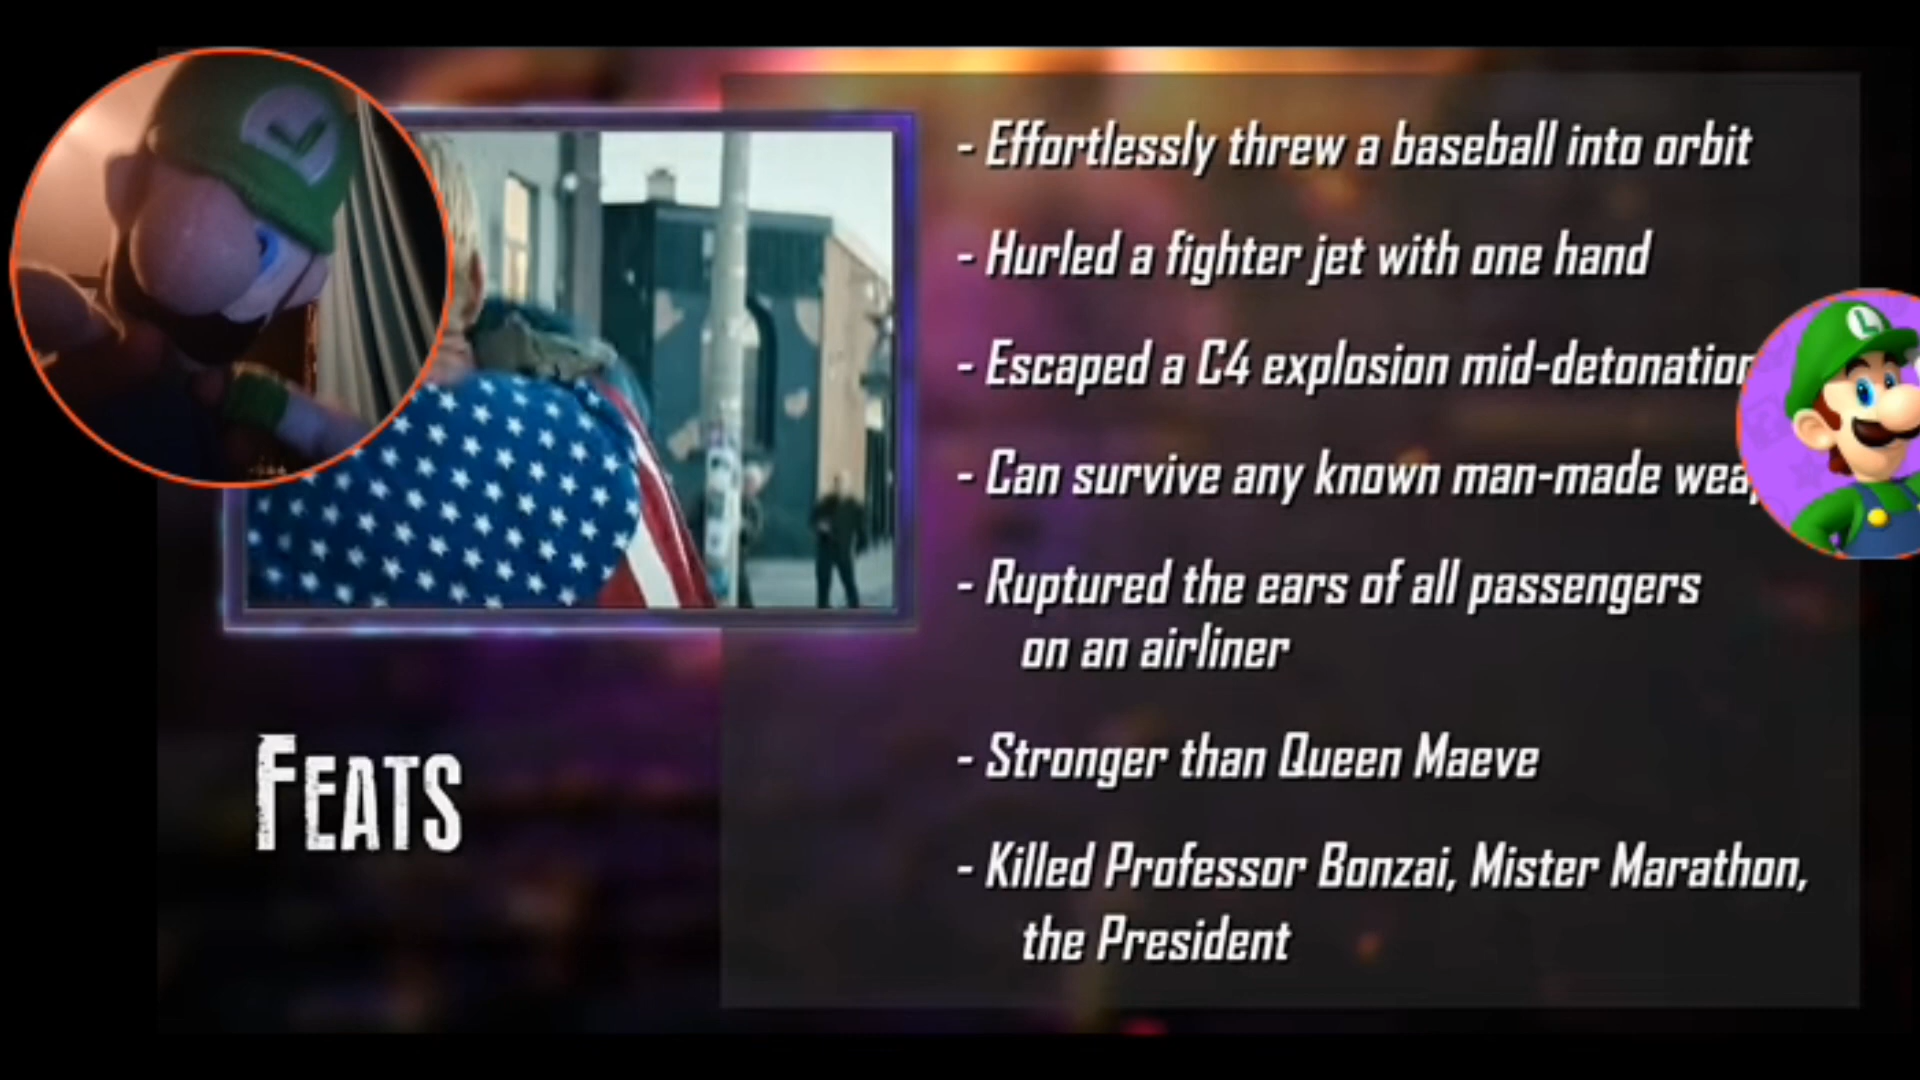 - Effortlessly threw a baseball into orbit
- Hurled a fighter jet with one hand
- Escaped a C4 explosion mid-detonation
- Can survive any known man-made
- Ruptured the ears of all passengers
on an airliner
- Stronger than Queen Maeve
- Killed Professor Bonzai, Mister Marathon,
the President
FEATS
L
L